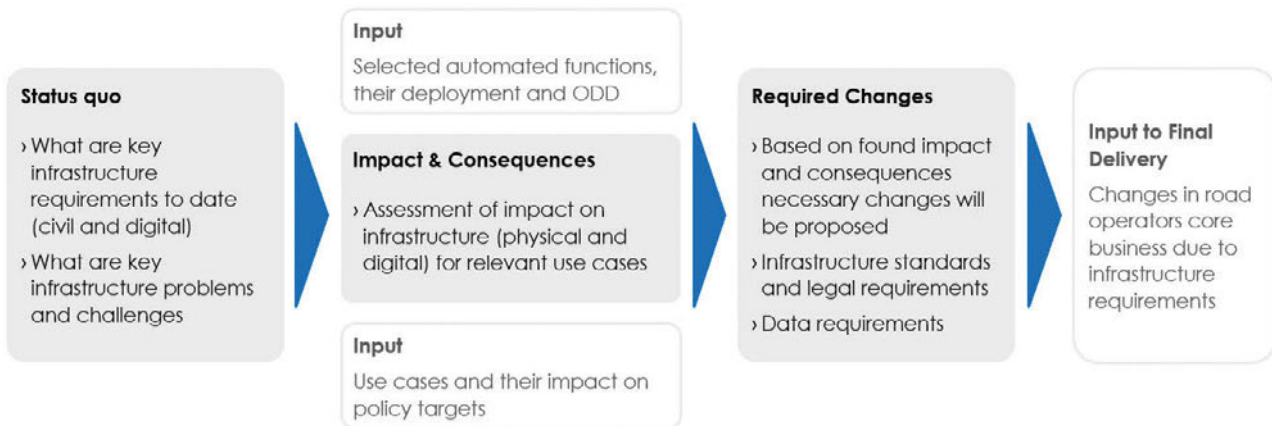 Status quo
› What are key
infrastructure
requirements to date
(civil and digital)
› What are key
infrastructure problems
and challenges
Input
Selected automated functions,
their deployment and ODD
Impact & Consequences
› Assessment of impact on
infrastructure (physical and
digital) for relevant use cases
Input
Use cases and their impact on
policy targets
Required Changes
› Based on found impact
and consequences
necessary changes will
be proposed
› Infrastructure standards
and legal requirements
› Data requirements
Input to Final
Delivery
Changes in road
operators core
business due to
infrastructure
requirements